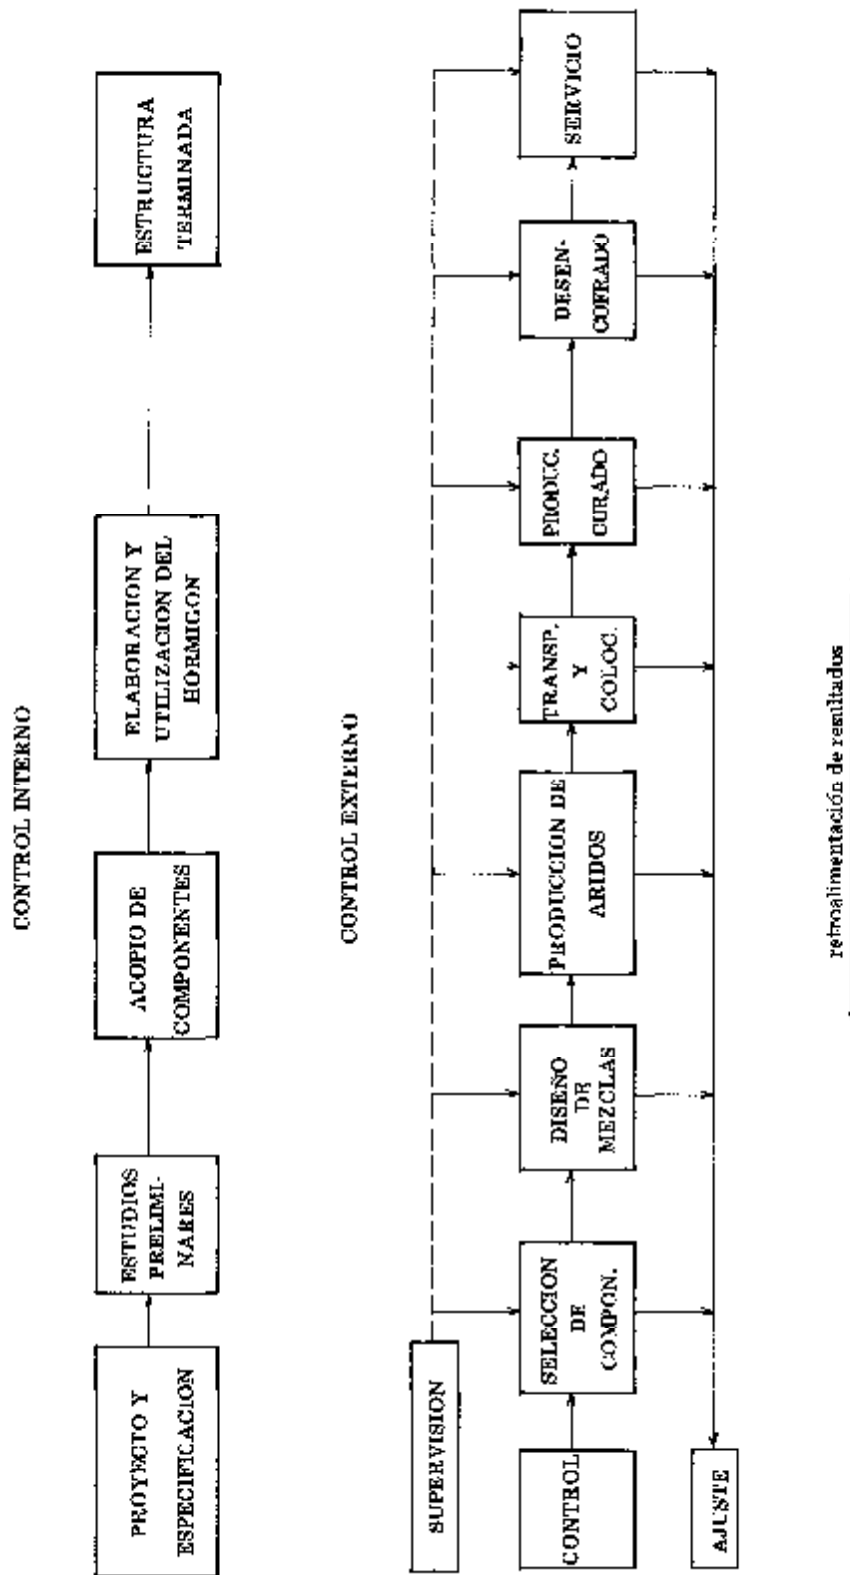 CONTROL INTERNO
PROYECTO Y
ESPECIFICACION
ESTUDIOS
PRELIMI-
NARES
ACOPIO DE
COMPONENTES
ELABORACION Y
UTILIZACION DEL
HORMIGON
ESTRUCTURA
TERMINADA
CONTROL EXTERNO
SUPERVISION
CONTROL
SELECCION
DE
COMPON.
DISEÑO
DE
MEZCLAS
PRODUCCION DE
ARIDOS
TRANSP.
Y
COLOC.
PRODUC.
CURADO
DESEN-
COFRADO
SERVICIO
AJUSTE
retroalimentación de resultados